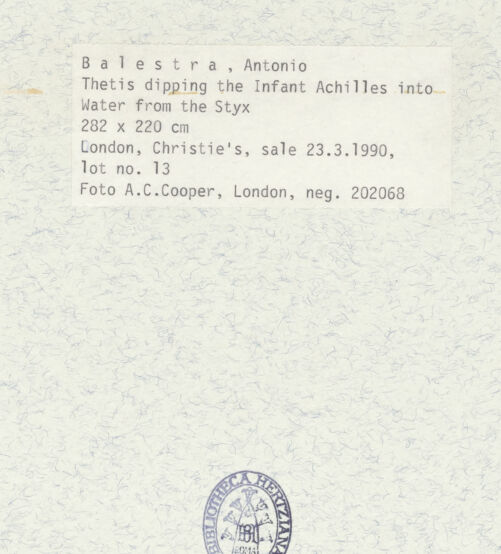 B a l e s t r a , Antonio
Thetis dipping the Infant Achilles into
Water from the Styx
282 x 220 cm
London, Christie's, sale 23.3.1990,
lot no. 13
Foto A.C.Cooper, London, neg. 202068
BIBLIOTHECA HERTZIANA